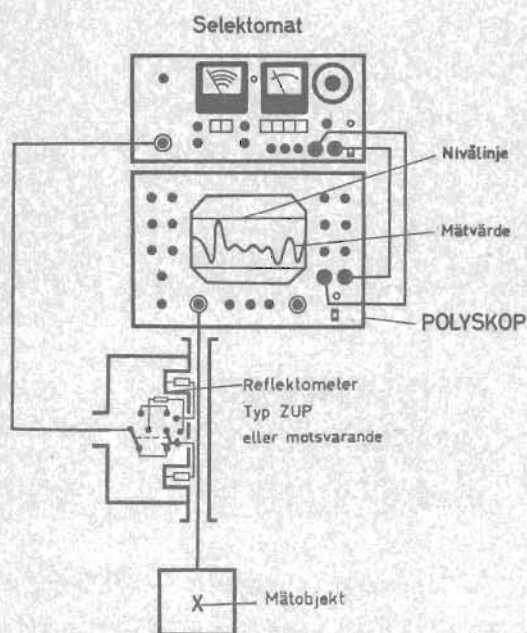 Selektomat
Nivålinje
Mätvärde
POLYSKOP
Reflektometer
Typ ZUP
eller motsvarande
X
Mätobjekt